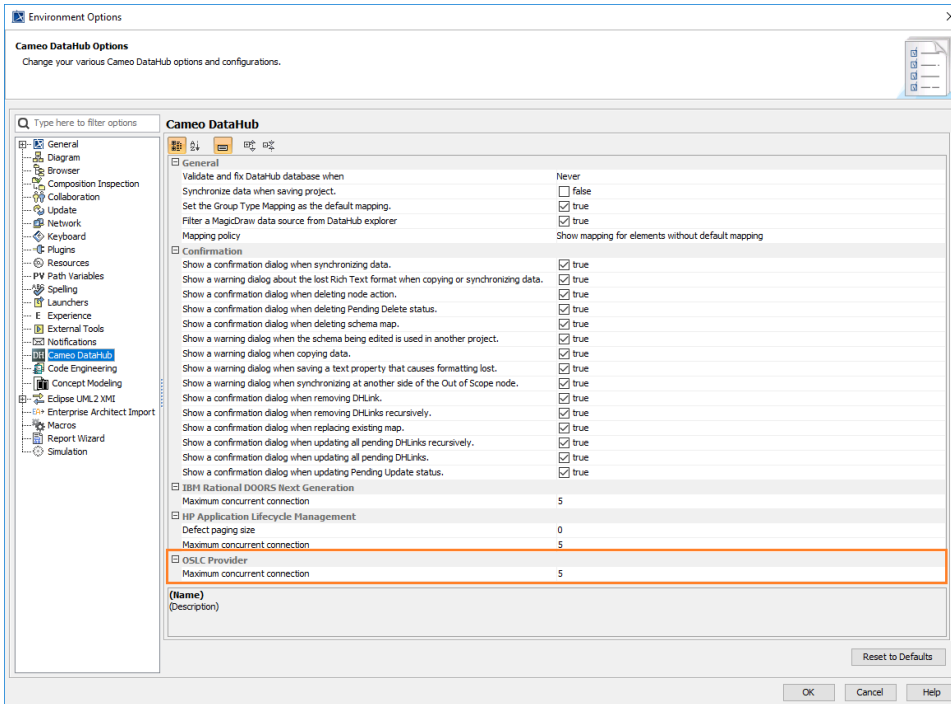 Environment Options
Cameo DataHub Options
Change your various Cameo DataHub options and configurations.
Type here to filter options
General
Diagram
Browser
Composition Inspection
Collaboration
Update
Network
Keyboard
Plugins
Resources
PV Path Variables
Spelling
Launchers
E Experience
External Tools
Notifications
DH Cameo DataHub
Code Engineering
Concept Modeling
Eclipse UML2 XMI
EA Enterprise Architect Import
Macros
Report Wizard
Simulation
Cameo DataHub
General
Validate and fix DataHub database when Never
Synchronize data when saving project. false
Set the Group Type Mapping as the default mapping. true
Filter a MagicDraw data source from DataHub explorer true
Mapping policy Show mapping for elements without default mapping
Confirmation
Show a confirmation dialog when synchronizing data. true
Show a warning dialog about the lost Rich Text format when copying or synchronizing data. true
Show a confirmation dialog when deleting node action. true
Show a confirmation dialog when deleting Pending Delete status. true
Show a confirmation dialog when deleting schema map. true
Show a warning dialog when the schema being edited is used in another project. true
Show a warning dialog when copying data. true
Show a warning dialog when saving a text property that causes formatting lost. true
Show a warning dialog when synchronizing at another side of the Out of Scope node. true
Show a confirmation dialog when removing DHLink. true
Show a confirmation dialog when removing DHLinks recursively. true
Show a confirmation dialog when replacing existing map. true
Show a confirmation dialog when updating all pending DHLinks recursively. true
Show a confirmation dialog when updating all pending DHLinks. true
Show a confirmation dialog when updating Pending Update status. true
IBM Rational DOORS Next Generation
Maximum concurrent connection 5
HP Application Lifecycle Management
Defect paging size 0
Maximum concurrent connection 5
OSLC Provider
Maximum concurrent connection 5
(Name)
(Description)
Reset to Defaults
OK Cancel Help